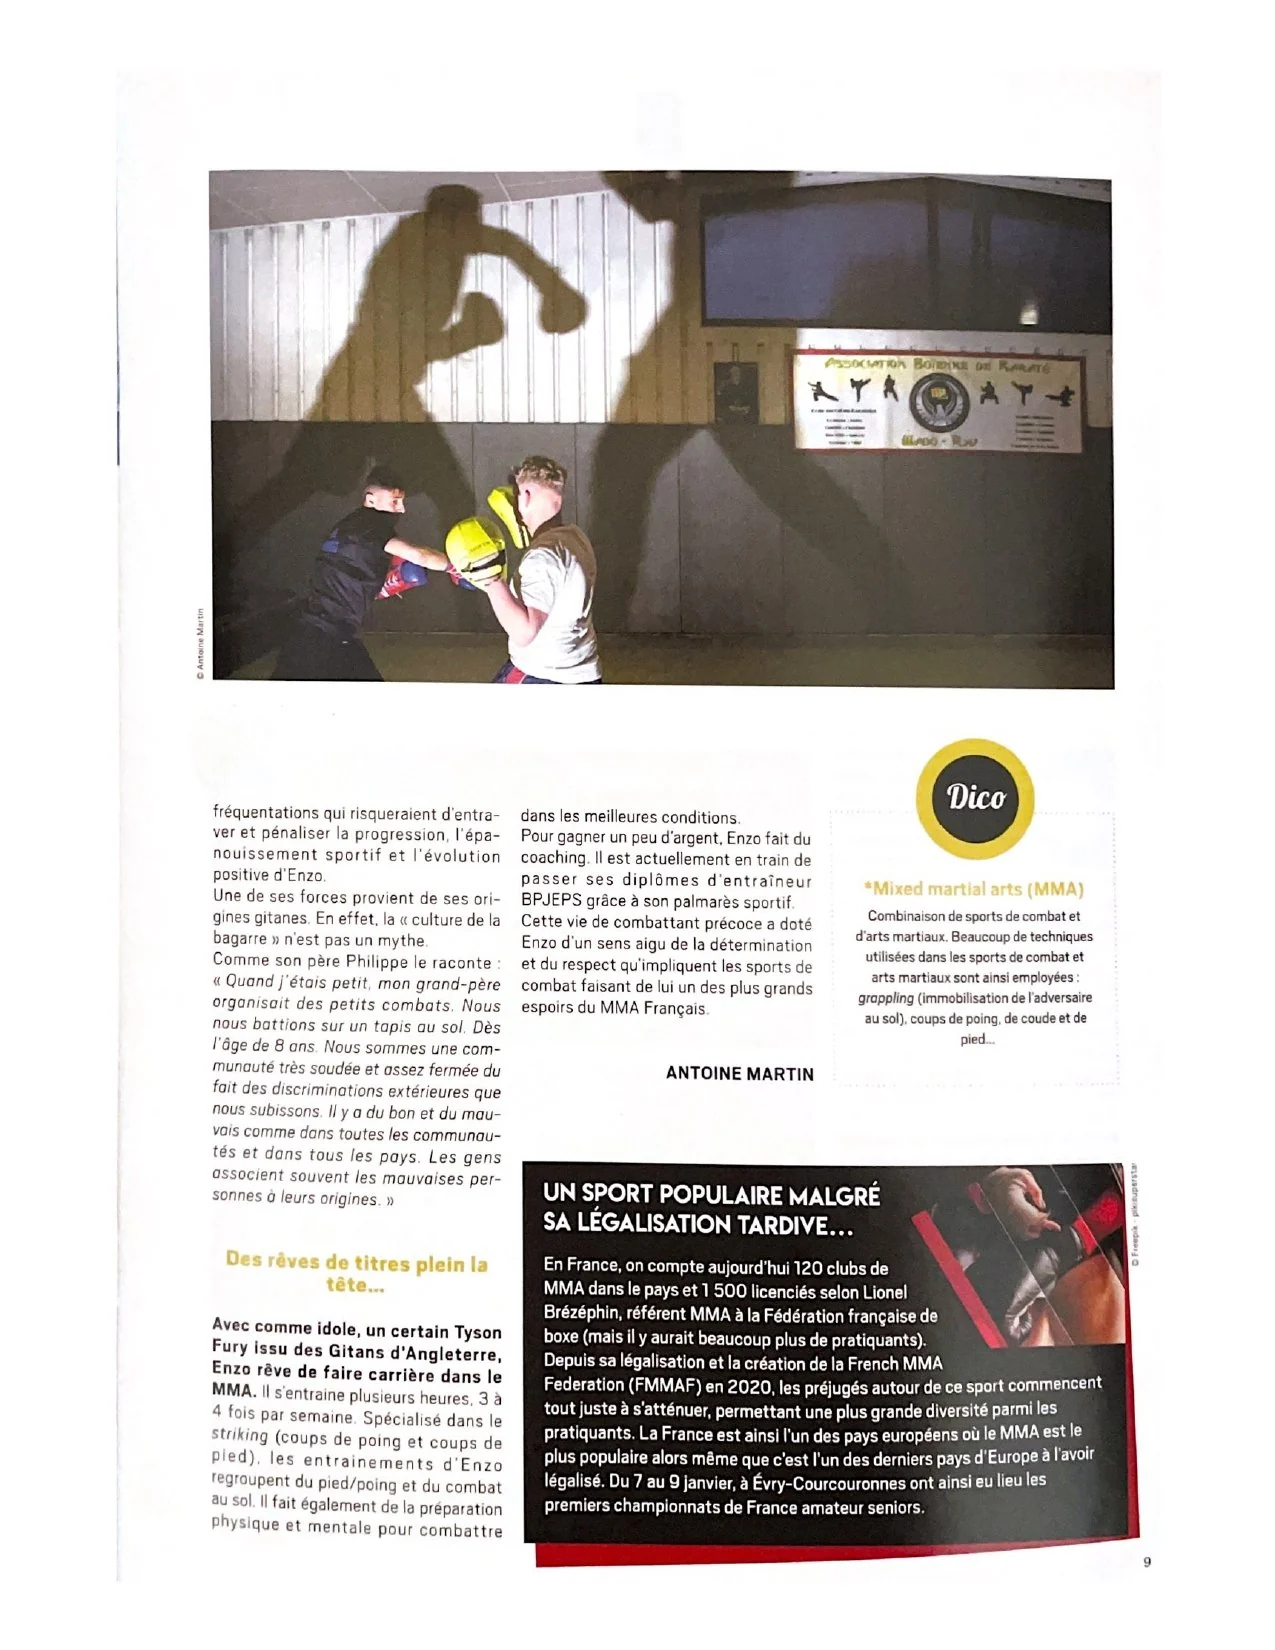 ASSOCIATION
DE KARATÉ
© Antoine Martin
fréquentations qui risqueraient d'entra-
ver et pénaliser la progression, l'épa-
nouissement sportif et l'évolution
positive d'Enzo.
Une de ses forces provient de ses ori-
gines gitanes. En effet, la « culture de la
bagarre » n'est pas un mythe.
Comme son père Philippe le raconte :
« Quand j'étais petit, mon grand-père
organisait des petits combats. Nous
nous battions sur un tapis au sol. Dès
l'âge de 8 ans. Nous sommes une com-
munauté très soudée et assez fermée du
fait des discriminations extérieures que
nous subissons. Il y a du bon et du mau-
vais comme dans toutes les communau-
tés et dans tous les pays. Les gens
associent souvent les mauvaises per-
sonnes à leurs origines. »
Des rêves de titres plein la
tête...
Avec comme idole, un certain Tyson
Fury issu des Gitans d'Angleterre,
Enzo rêve de faire carrière dans le
MMA. Il s'entraine plusieurs heures, 3 à
4 fois par semaine. Spécialisé dans le
striking (coups de poing et coups de
pied), les entrainements d'Enzo
regroupent du pied/poing et du combat
au sol. Il fait également de la préparation
physique et mentale pour combattre
dans les meilleures conditions.
Pour gagner un peu d'argent, Enzo fait du
coaching. Il est actuellement en train de
passer ses diplômes d'entraîneur
BPJEPS grâce à son palmarès sportif.
Cette vie de combattant précoce a doté
Enzo d'un sens aigu de la détermination
et du respect qu'impliquent les sports de
combat faisant de lui un des plus grands
espoirs du MMA Français.
ANTOINE MARTIN
Dico
*Mixed martial arts (MMA)
Combinaison de sports de combat et
d'arts martiaux. Beaucoup de techniques
utilisées dans les sports de combat et
arts martiaux sont ainsi employées :
grappling (immobilisation de l'adversaire
au sol), coups de poing, de coude et de
pied...
UN SPORT POPULAIRE MALGRÉ
SA LÉGALISATION TARDIVE...
En France, on compte aujourd'hui 120 clubs de
MMA dans le pays et 1 500 licenciés selon Lionel
Brézéphin, référent MMA à la Fédération française de
boxe (mais il y aurait beaucoup plus de pratiquants).
Depuis sa légalisation et la création de la French MMA
Federation (FMMAF) en 2020, les préjugés autour de ce sport commencent
tout juste à s'atténuer, permettant une plus grande diversité parmi les
pratiquants. La France est ainsi l'un des pays européens où le MMA est le
plus populaire alors même que c'est l'un des derniers pays d'Europe à l'avoir
légalisé. Du 7 au 9 janvier, à Évry-Courcouronnes ont ainsi eu lieu les
premiers championnats de France amateur seniors.
© Freepik - pikisuperstar
9